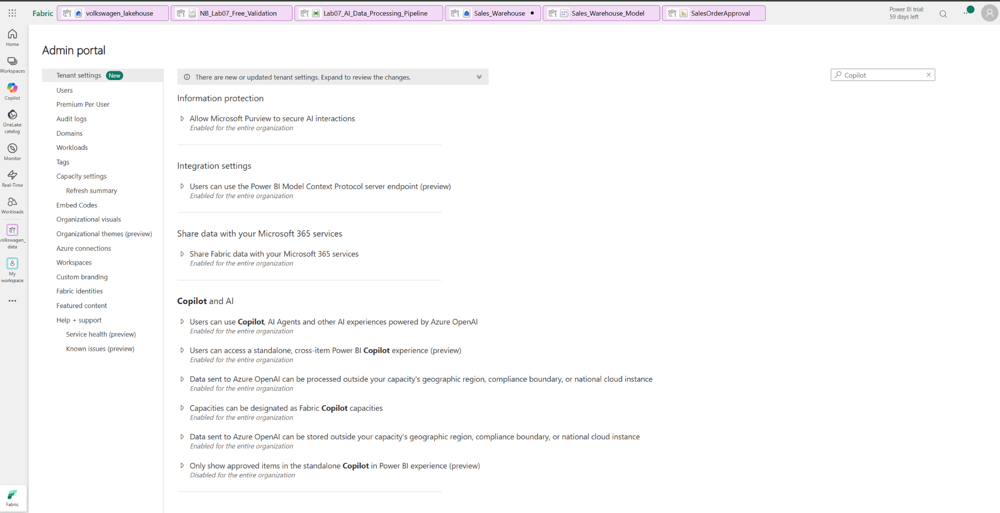 Fabric
volkswagen_lakehouse
NB_Lab07_Free_Validation
Lab07_AI_Data_Processing_Pipeline
Sales_Warehouse
Sales_Warehouse_Model
SalesOrderApproval
Power BI trial:
59 days left
Home
Workspaces
Copilot
OneLake
catalog
Monitor
Real-Time
Workloads
volkswagen_
data
My
workspace
Fabric
Admin portal
Tenant settings New
Users
Premium Per User
Audit logs
Domains
Workloads
Tags
Capacity settings
Refresh summary
Embed Codes
Organizational visuals
Organizational themes (preview)
Azure connections
Workspaces
Custom branding
Fabric identities
Featured content
Help + support
Service health (preview)
Known issues (preview)
There are new or updated tenant settings. Expand to review the changes.
Copilot
Information protection
Allow Microsoft Purview to secure AI interactions
Enabled for the entire organization
Integration settings
Users can use the Power BI Model Context Protocol server endpoint (preview)
Enabled for the entire organization
Share data with your Microsoft 365 services
Share Fabric data with your Microsoft 365 services
Enabled for the entire organization
Copilot and AI
Users can use Copilot, AI Agents and other AI experiences powered by Azure OpenAI
Enabled for the entire organization
Users can access a standalone, cross-item Power BI Copilot experience (preview)
Enabled for the entire organization
Data sent to Azure OpenAI can be processed outside your capacity's geographic region, compliance boundary, or national cloud instance
Enabled for the entire organization
Capacities can be designated as Fabric Copilot capacities
Enabled for the entire organization
Data sent to Azure OpenAI can be stored outside your capacity's geographic region, compliance boundary, or national cloud instance
Enabled for the entire organization
Only show approved items in the standalone Copilot in Power BI experience (preview)
Disabled for the entire organization